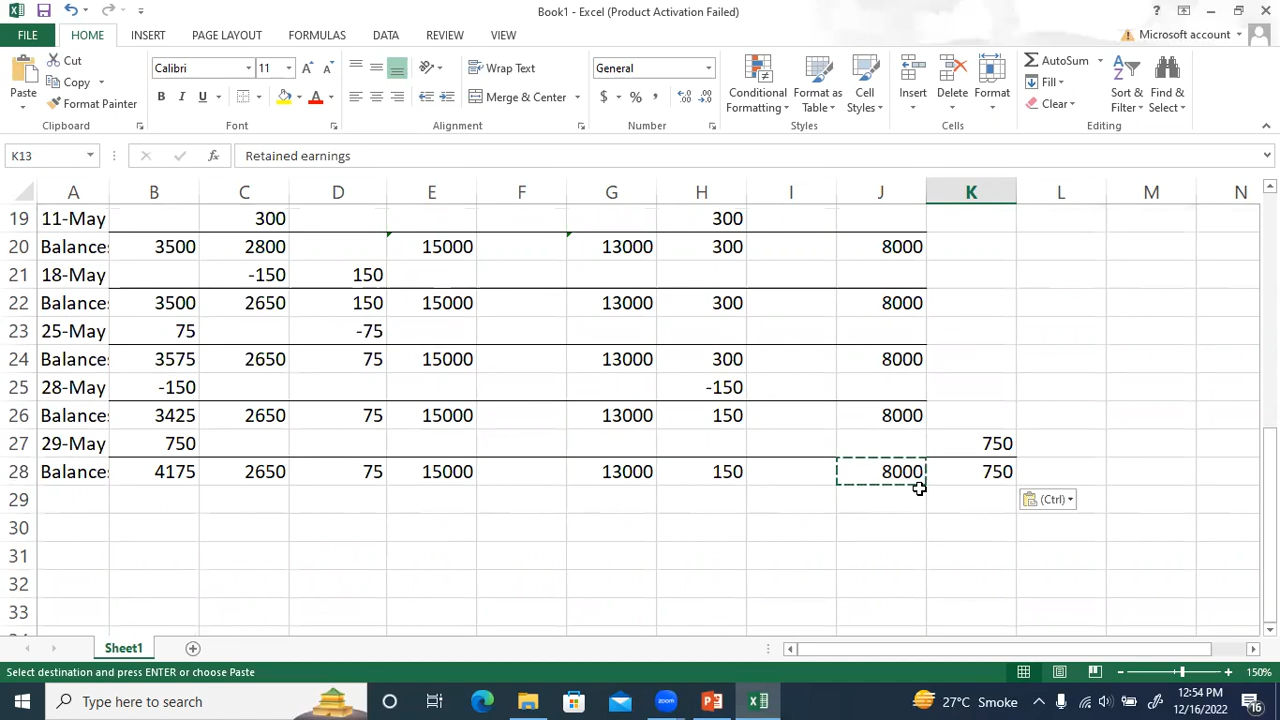 Book1 - Excel (Product Activation Failed)
FILE HOME INSERT PAGE LAYOUT FORMULAS DATA REVIEW VIEW Microsoft account
Paste Cut Copy Format Painter
Clipboard
Calibri 11
B I U A
Font
Wrap Text
Merge & Center
Alignment
General
$ % ,
Number
Conditional Formatting Format as Table Cell Styles
Styles
Insert Delete Format
Cells
AutoSum
Fill
Clear
Sort & Filter Find & Select
Editing
K13 fx Retained earnings
A B C D E F G H I J K L M N
19 11-May 300 300
20 Balance 3500 2800 15000 13000 300 8000
21 18-May -150 150
22 Balance 3500 2650 150 15000 13000 300 8000
23 25-May 75 -75
24 Balance 3575 2650 75 15000 13000 300 8000
25 28-May -150 -150
26 Balance 3425 2650 75 15000 13000 150 8000
27 29-May 750 750
28 Balance 4175 2650 75 15000 13000 150 8000 750
29 (Ctrl)
30
31
32
33
Sheet1
Select destination and press ENTER or choose Paste 150%
Type here to search zoom 27°C Smoke 12:54 PM
12/16/2022 16